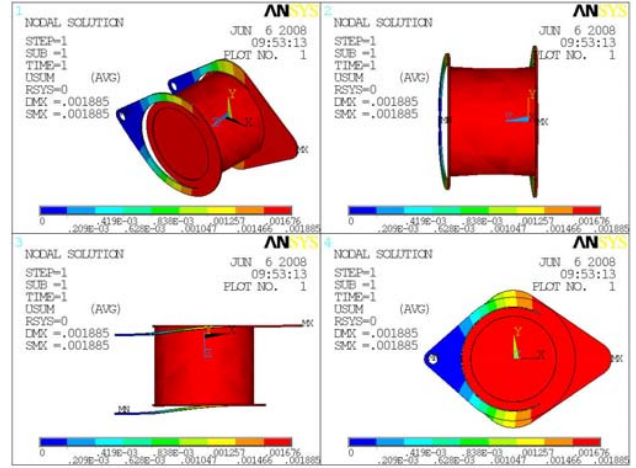 1
ANSYS
NODAL SOLUTION
JUN 6 2008
09:53:13
PLOT NO. 1
STEP=1
SUB =1
TIME=1
USUM (AVG)
RSYS=0
DMX =.001885
SMX =.001885
Y
Z
X
MX
0 .419E-03 .838E-03 .001257 .001676
.209E-03 .628E-03 .001047 .001466 .001885
2
ANSYS
NODAL SOLUTION
JUN 6 2008
09:53:13
PLOT NO. 1
STEP=1
SUB =1
TIME=1
USUM (AVG)
RSYS=0
DMX =.001885
SMX =.001885
Y
MN
MX
0 .419E-03 .838E-03 .001257 .001676
.209E-03 .628E-03 .001047 .001466 .001885
3
ANSYS
NODAL SOLUTION
JUN 6 2008
09:53:13
PLOT NO. 1
STEP=1
SUB =1
TIME=1
USUM (AVG)
RSYS=0
DMX =.001885
SMX =.001885
MX
MN
0 .419E-03 .838E-03 .001257 .001676
.209E-03 .628E-03 .001047 .001466 .001885
4
ANSYS
NODAL SOLUTION
JUN 6 2008
09:53:13
PLOT NO. 1
STEP=1
SUB =1
TIME=1
USUM (AVG)
RSYS=0
DMX =.001885
SMX =.001885
Y
X
MX
0 .419E-03 .838E-03 .001257 .001676
.209E-03 .628E-03 .001047 .001466 .001885